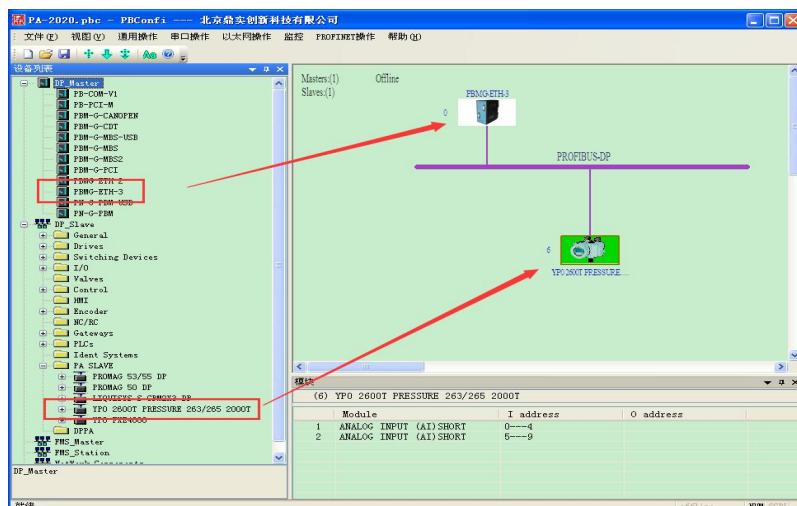 PA-2020.pbc - PBConfi --- 北京鼎实创新科技有限公司
文件(F) 视图(V) 通用操作 串口操作 以太网操作 监控 PROFINET操作 帮助(H)
设备列表
DP_Master
PB-COM-V1
PB-PCI-M
PBM-G-CANOPEN
PBM-G-CDT
PBM-G-MBS-USB
PBM-G-MBS
PBM-G-MBS2
PBM-G-PCI
PBMG-ETH-2
PBMG-ETH-3
PN-G-PBM-USB
PN-G-PBM
DP_Slave
General
Drives
Switching Devices
I/O
Valves
Control
HMI
Encoder
NC/RC
Gateways
PLCs
Ident Systems
PA SLAVE
PROMAG 53/55 DP
PROMAG 50 DP
YP0 2600T PRESSURE 263/265 2000T
DPPA
FMS_Master
FMS_Station
DP_Master
Masters:(1) Offline
Slaves:(1)
PBMG-ETH-3
0
PROFIBUS-DP
6
YP0 2600T PRESSURE...
模块
(6) YP0 2600T PRESSURE 263/265 2000T
Module I address O address
1 ANALOG INPUT (AI)SHORT 0---4
2 ANALOG INPUT (AI)SHORT 5---9